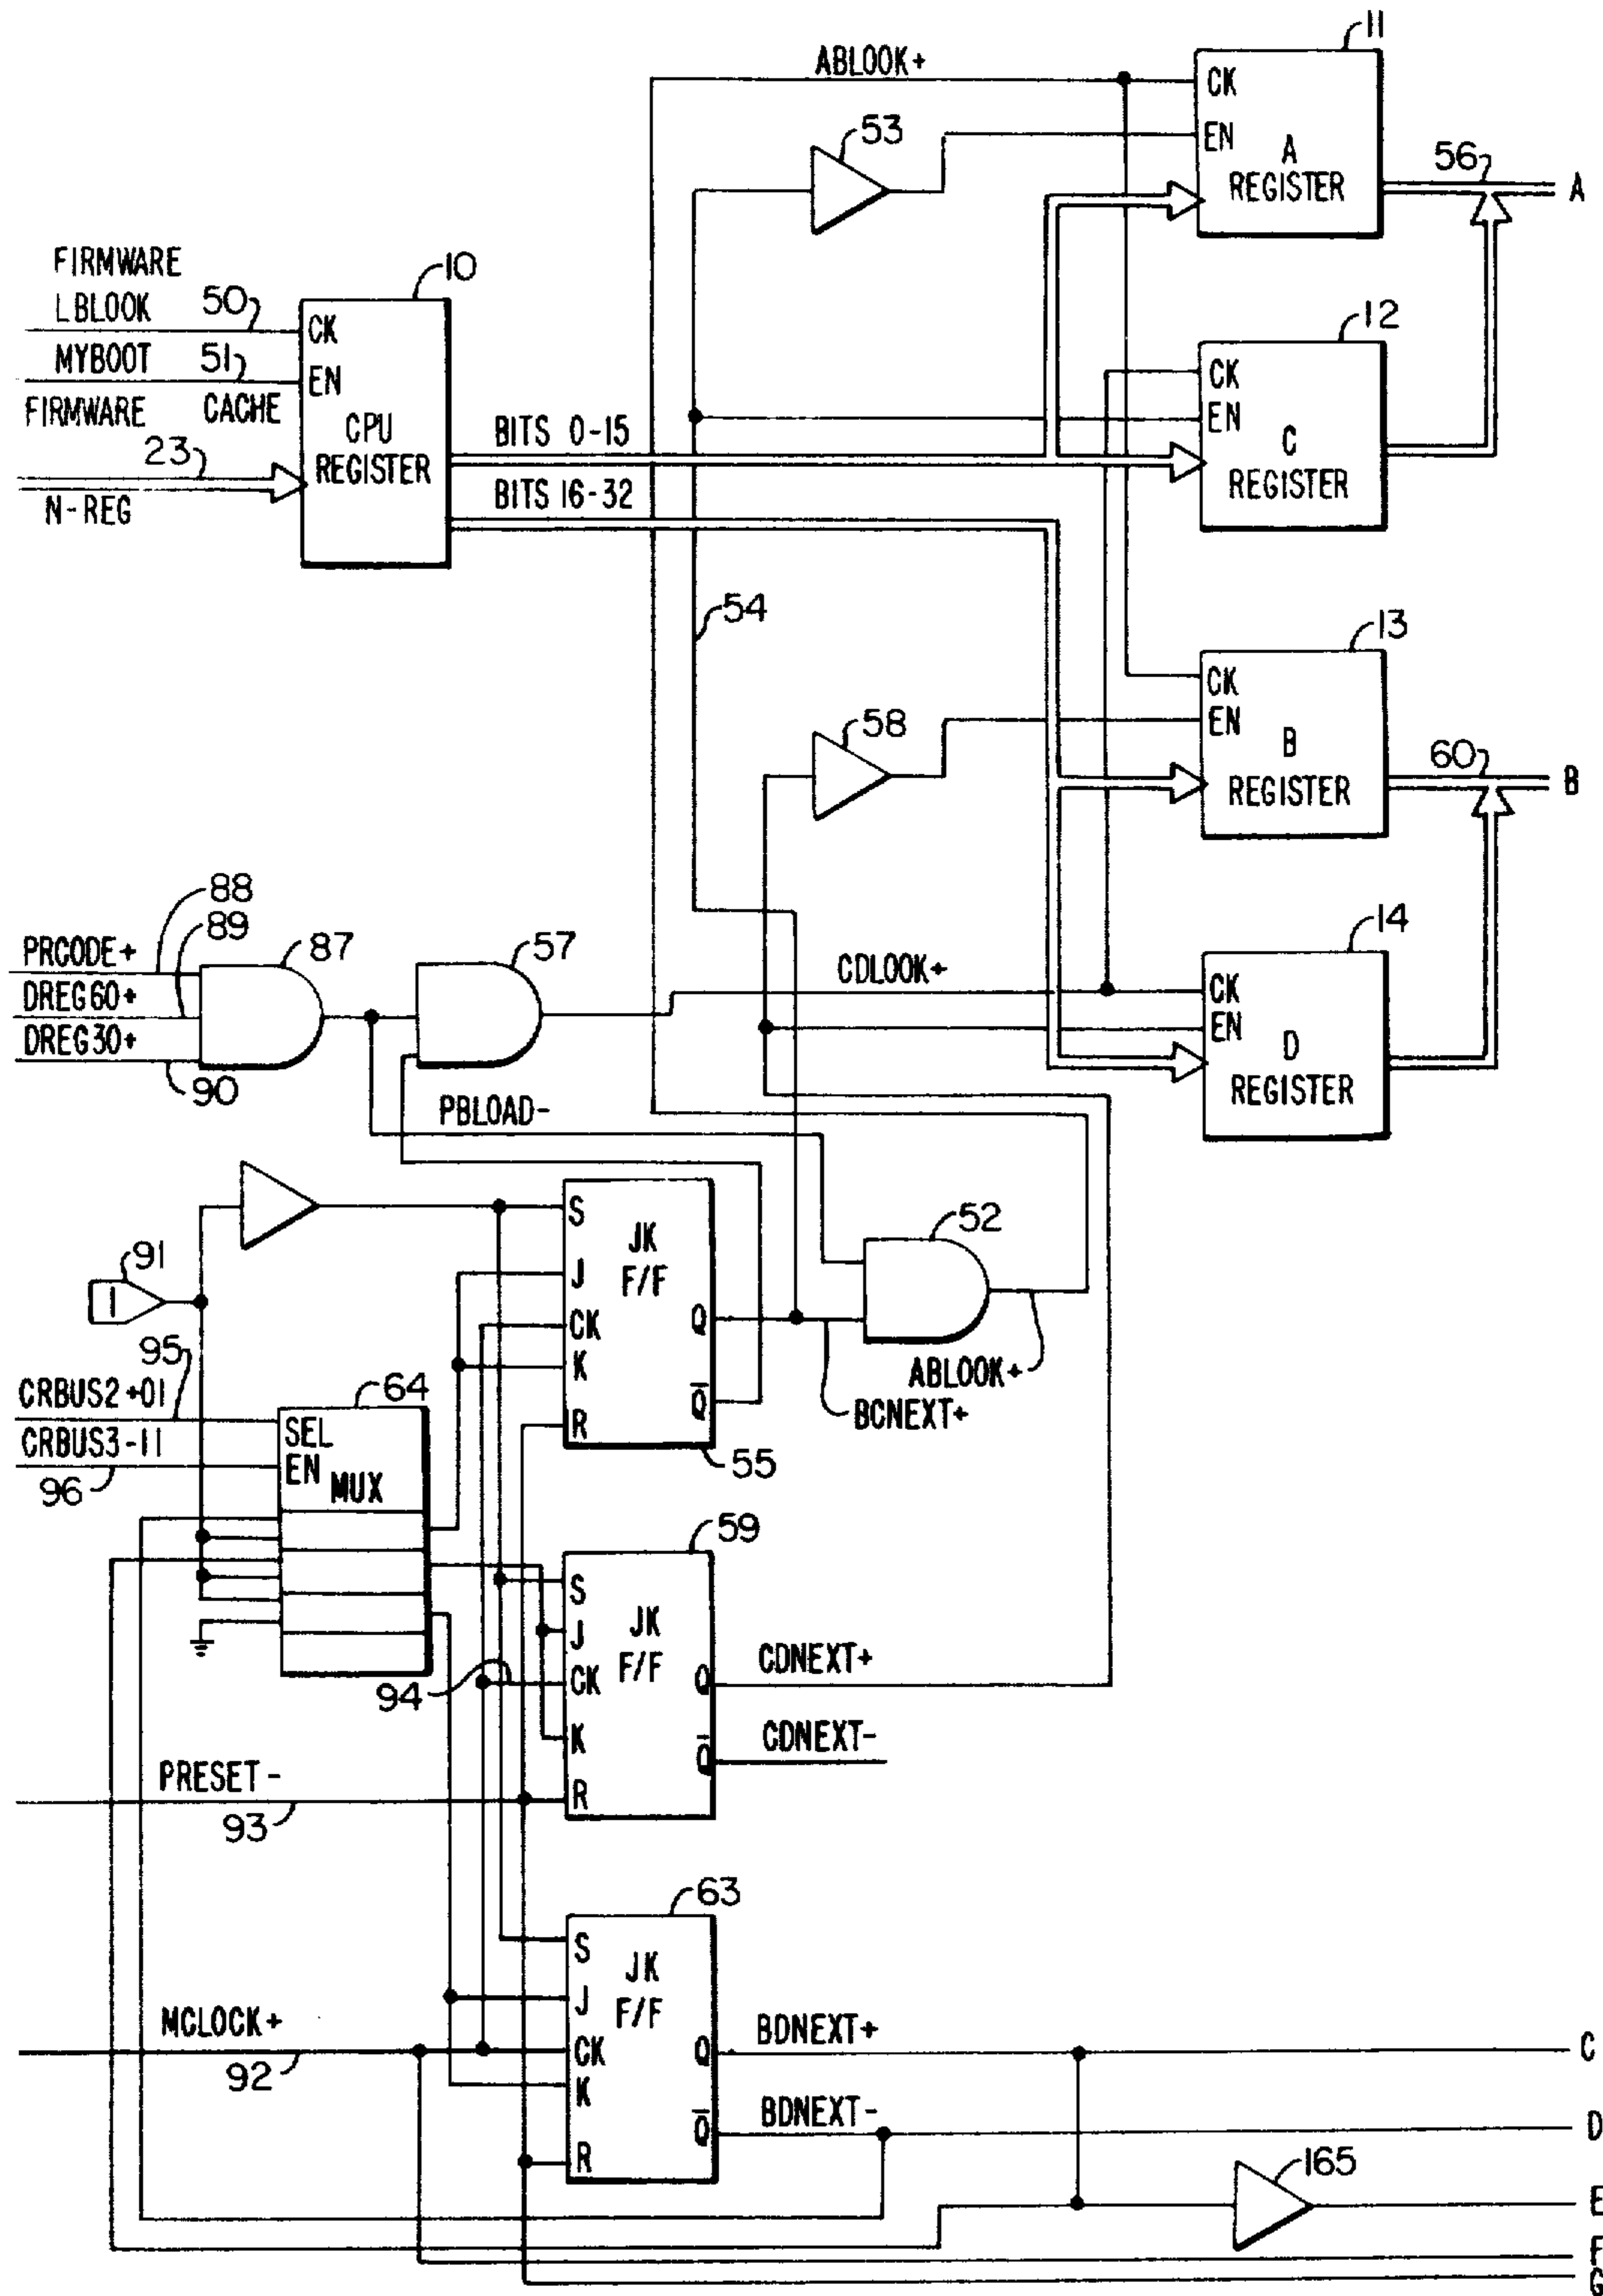 11
ABLOOK+
CK
53
EN
A
REGISTER
56
A
FIRMWARE
10
12
LBLOOK
50
CK
CK
MYBOOT
51
EN
EN
FIRMWARE CACHE
CPU
REGISTER
BITS 0-15
C
REGISTER
23
BITS 16-32
N-REG
54
13
CK
58
EN
B
REGISTER
60
B
88
89
14
PRCODE+
87
57
CDLOOK+
DREG60+
CK
EN
DREG30+
D
REGISTER
90
PBLOAD-
S
JK
F/F
52
91
J
1
CK
Q
K
95
ABLOOK+
CRBUS2+01
64
Q
BCNEXT+
SEL
R
CRBUS3-11
EN
MUX
55
96
59
S
JK
F/F
J
CDNEXT+
94
CK
Q
K
CDNEXT-
Q
PRESET-
R
93
63
S
JK
F/F
J
MCLOCK+
BDNEXT+
CK
Q
C
92
K
BDNEXT-
Q
D
R
165
E
F
G